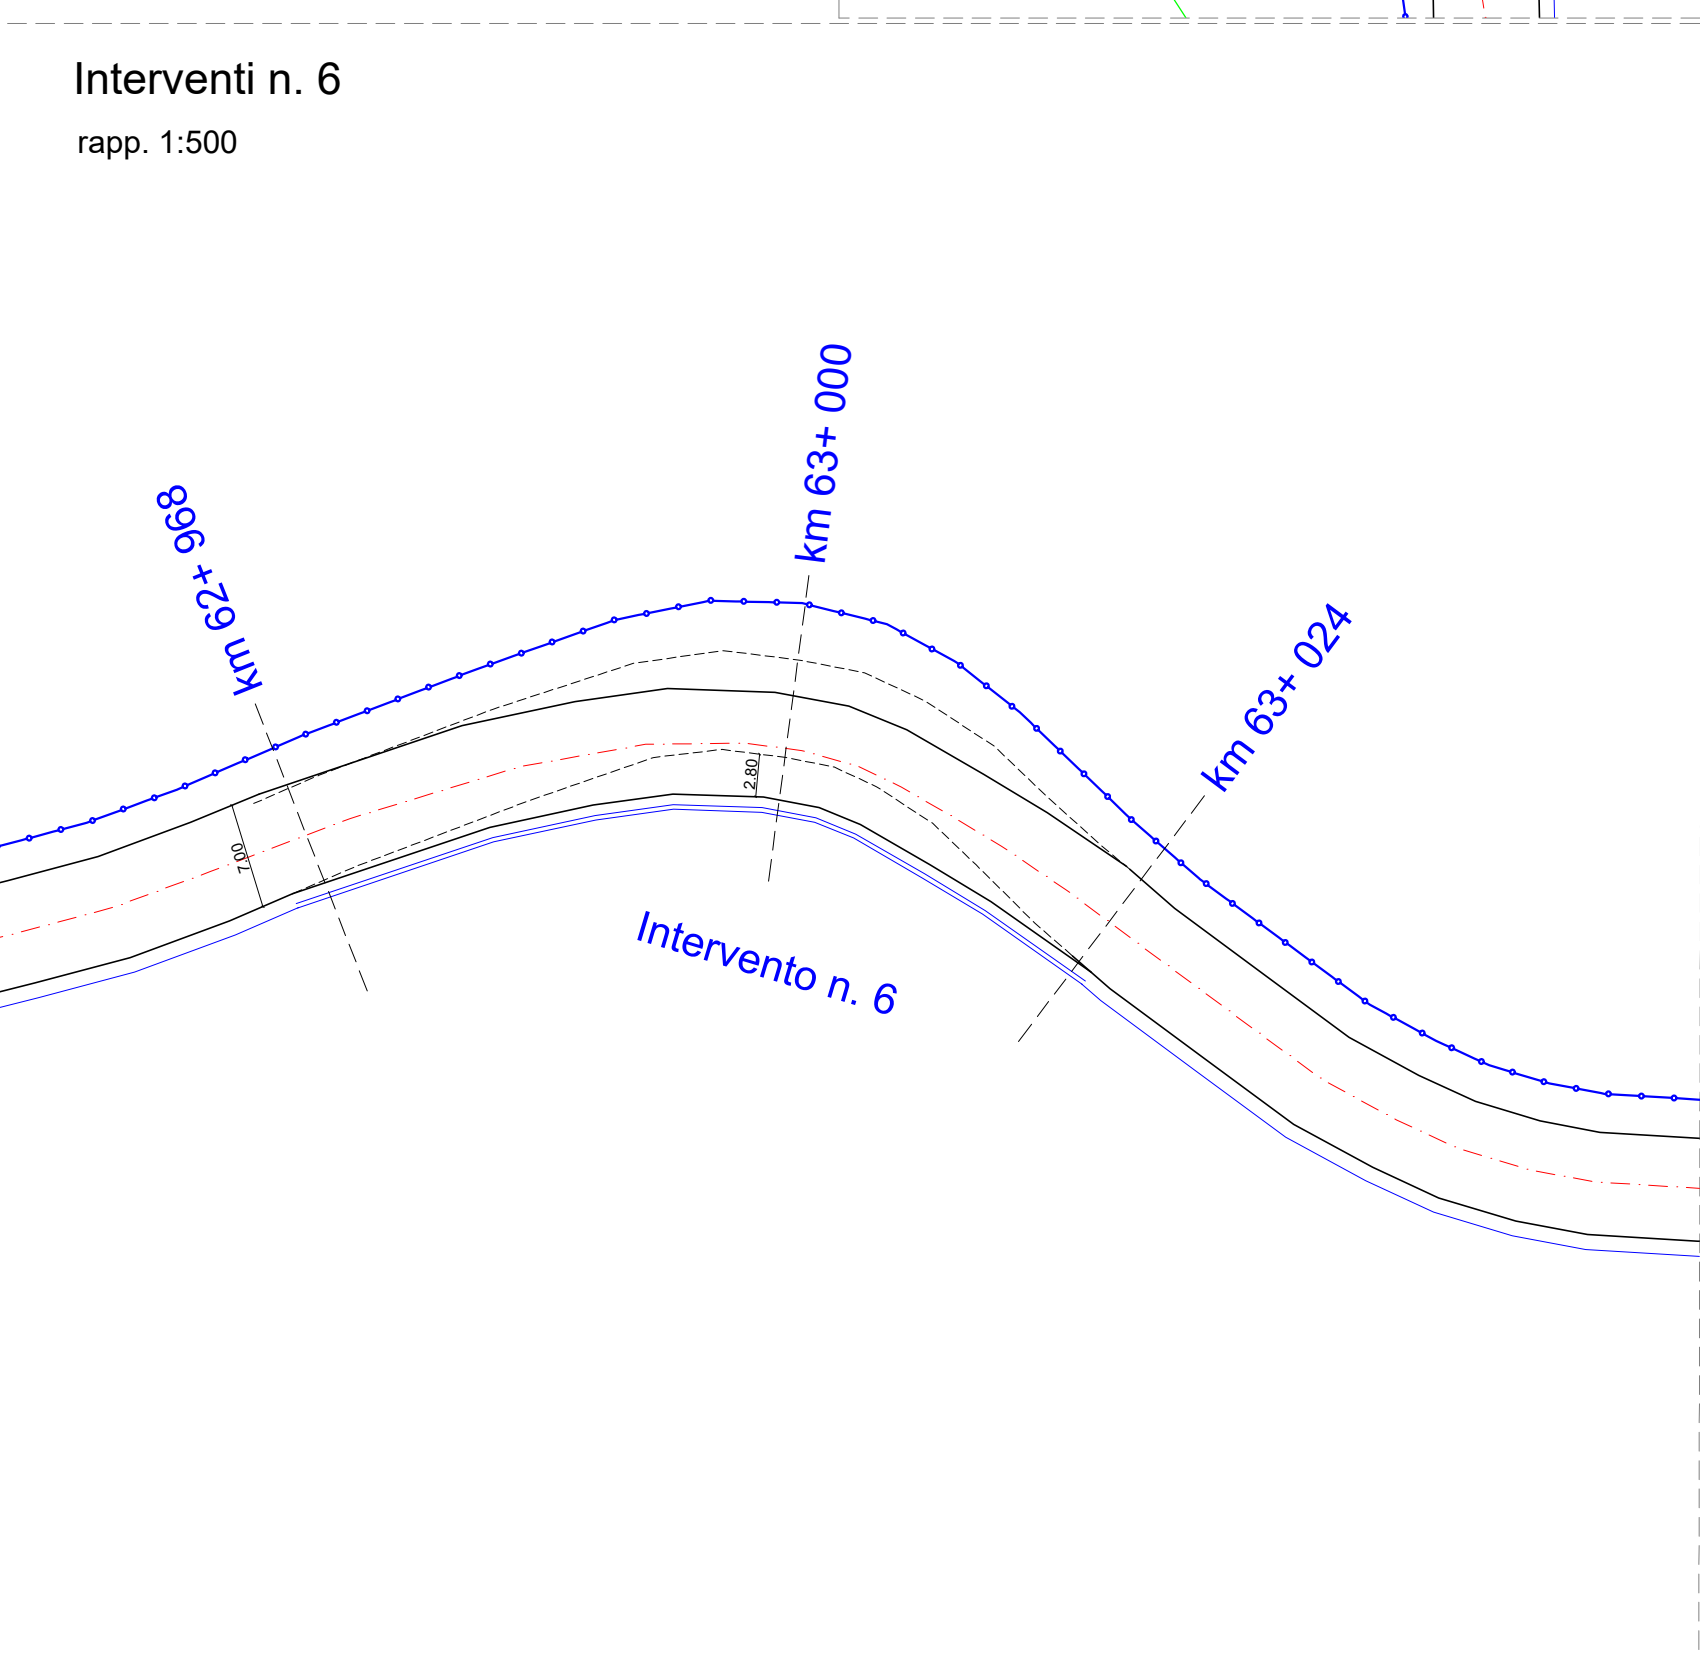 Interventi n. 6
rapp. 1:500
km 62+ 968
km 63+ 000
km 63+ 024
7.00
2.80
Intervento n. 6